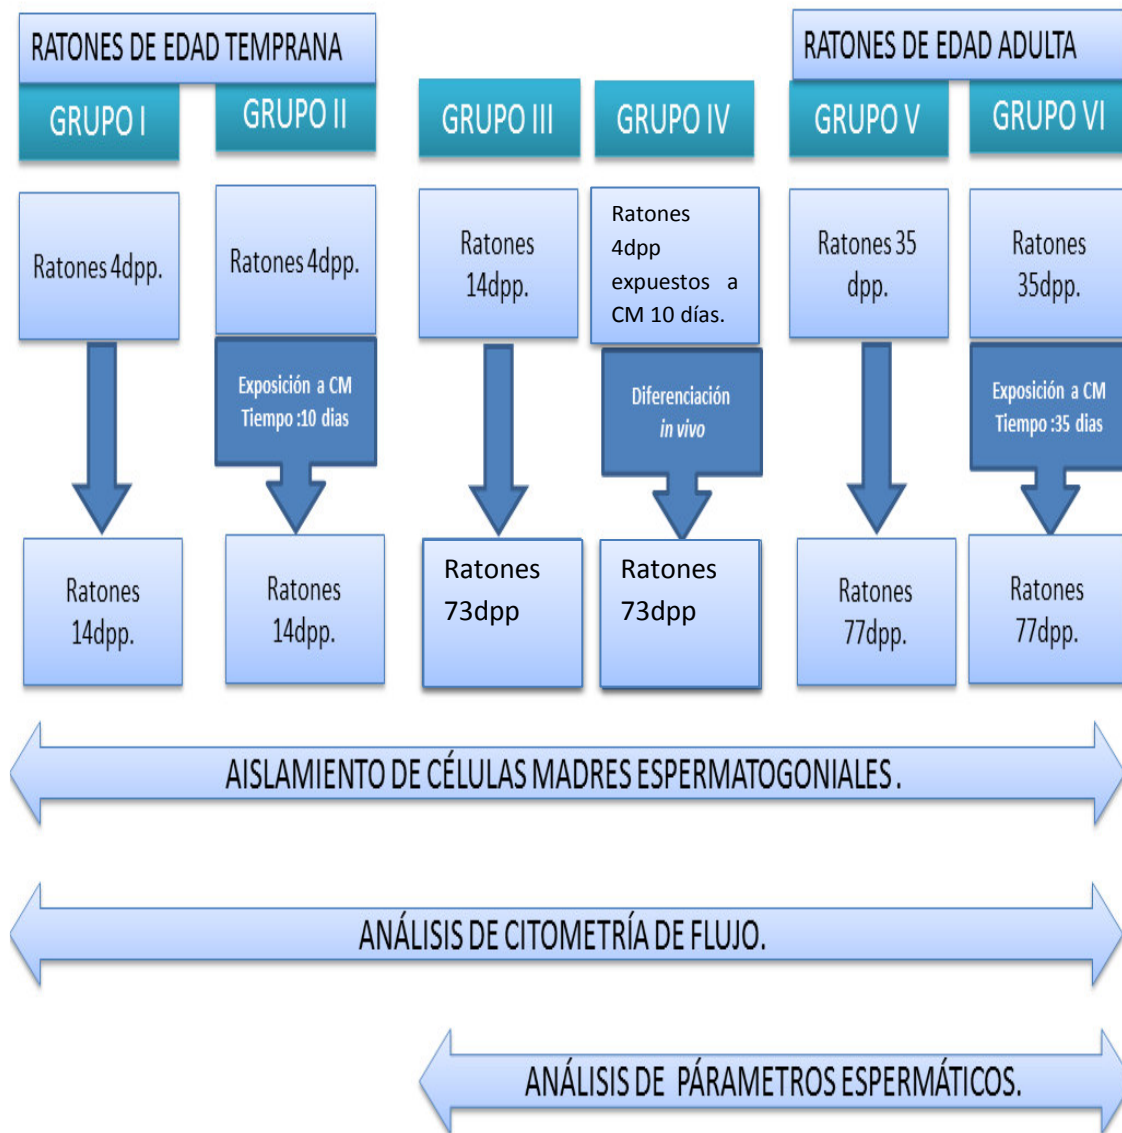 RATONES DE EDAD TEMPRANA
RATONES DE EDAD ADULTA
GRUPO I
GRUPO II
GRUPO III
GRUPO IV
GRUPO V
GRUPO VI
Ratones 4dpp.
Ratones 4dpp.
Ratones
14dpp.
Ratones
4dpp
expuestos a
CM 10 días.
Ratones 35
dpp.
Ratones
35dpp.
Exposición a CM
Tiempo :10 dias
Diferenciación
in vivo
Exposición a CM
Tiempo :35 dias
Ratones
14dpp.
Ratones
14dpp.
Ratones
73dpp
Ratones
73dpp
Ratones
77dpp.
Ratones
77dpp.
AISLAMIENTO DE CÉLULAS MADRES ESPERMATOGONIALES .
ANÁLISIS DE CITOMETRÍA DE FLUJO.
ANÁLISIS DE PÁRAMETROS ESPERMÁTICOS.